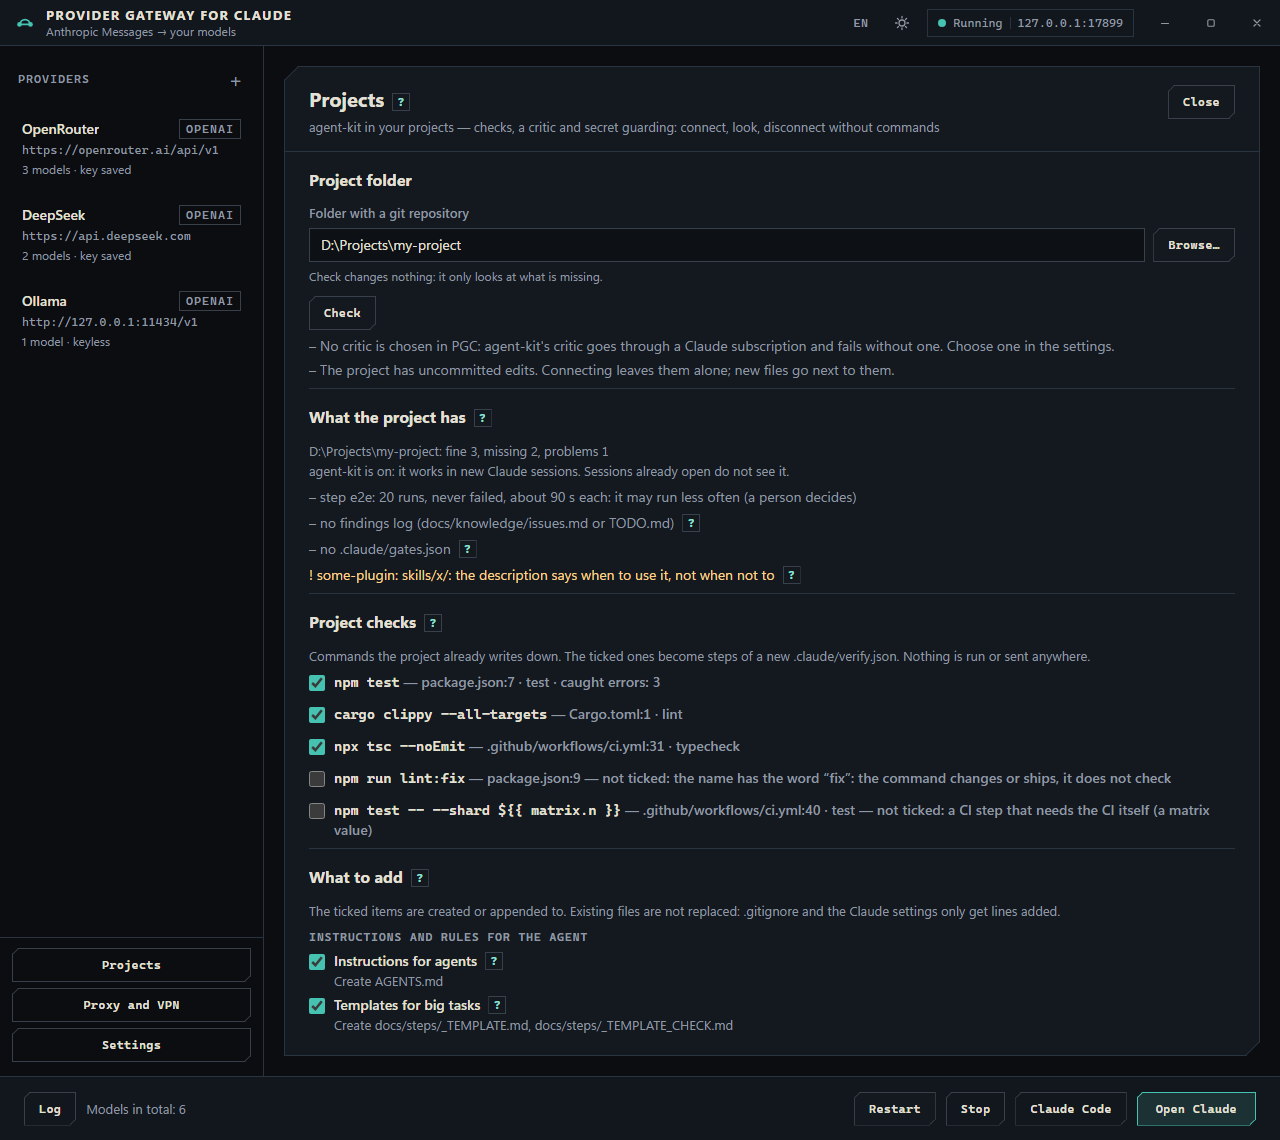 PROVIDER GATEWAY FOR CLAUDE
Anthropic Messages → your models
EN
Running
127.0.0.1:17899
PROVIDERS
+
OpenRouter
OPENAI
https://openrouter.ai/api/v1
3 models · key saved
DeepSeek
OPENAI
https://api.deepseek.com
2 models · key saved
Ollama
OPENAI
http://127.0.0.1:11434/v1
1 model · keyless
Projects
Proxy and VPN
Settings
Projects ?
Close
agent-kit in your projects — checks, a critic and secret guarding: connect, look, disconnect without commands
Project folder
Folder with a git repository
D:\Projects\my-project
Browse…
Check changes nothing: it only looks at what is missing.
Check
– No critic is chosen in PGC: agent-kit's critic goes through a Claude subscription and fails without one. Choose one in the settings.
– The project has uncommitted edits. Connecting leaves them alone; new files go next to them.
What the project has ?
D:\Projects\my-project: fine 3, missing 2, problems 1
agent-kit is on: it works in new Claude sessions. Sessions already open do not see it.
– step e2e: 20 runs, never failed, about 90 s each: it may run less often (a person decides)
– no findings log (docs/knowledge/issues.md or TODO.md) ?
– no .claude/gates.json ?
! some-plugin: skills/x/: the description says when to use it, not when not to ?
Project checks ?
Commands the project already writes down. The ticked ones become steps of a new .claude/verify.json. Nothing is run or sent anywhere.
npm test — package.json:7 · test · caught errors: 3
cargo clippy --all-targets — Cargo.toml:1 · lint
npx tsc --noEmit — .github/workflows/ci.yml:31 · typecheck
npm run lint:fix — package.json:9 — not ticked: the name has the word “fix”: the command changes or ships, it does not check
npm test -- --shard ${{ matrix.n }} — .github/workflows/ci.yml:40 · test — not ticked: a CI step that needs the CI itself (a matrix
value)
What to add ?
The ticked items are created or appended to. Existing files are not replaced: .gitignore and the Claude settings only get lines added.
INSTRUCTIONS AND RULES FOR THE AGENT
Instructions for agents ?
Create AGENTS.md
Templates for big tasks ?
Create docs/steps/_TEMPLATE.md, docs/steps/_TEMPLATE_CHECK.md
Log
Models in total: 6
Restart
Stop
Claude Code
Open Claude